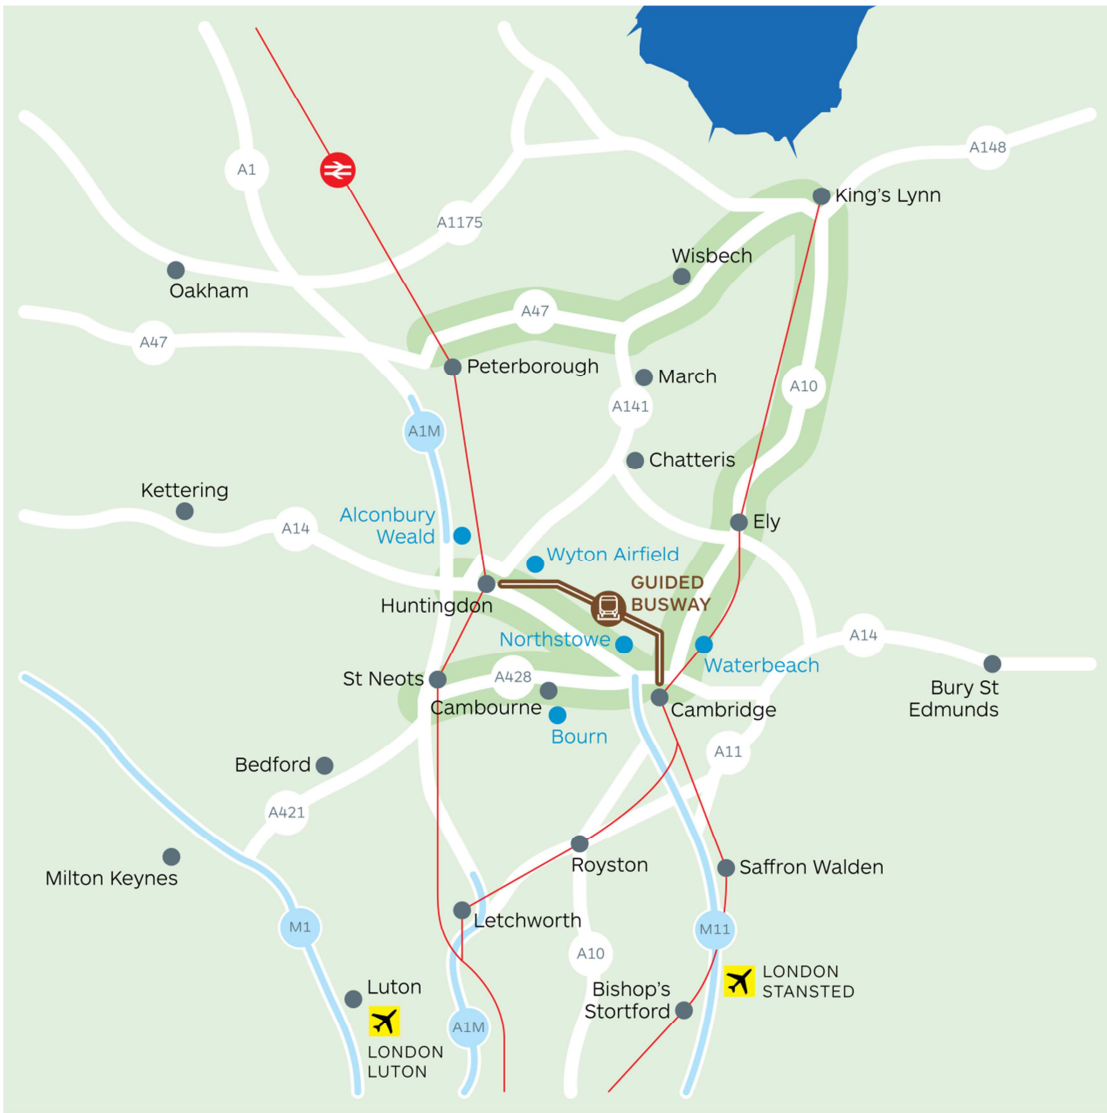 A148
A1
King's Lynn
A1175
Wisbech
Oakham
A47
A47
Peterborough
March
A10
A141
A1M
Chatteris
Kettering
Alconbury
Weald
A14
Ely
Wyton Airfield
GUIDED
BUSWAY
Huntingdon
Northstowe
A14
Waterbeach
St Neots
A428
Cambourne
Cambridge
Bury St
Edmunds
Bourn
A11
Bedford
A421
Royston
Saffron Walden
Milton Keynes
Letchworth
M1
M11
A10
LONDON
STANSTED
Bishop's
Stortford
Luton
A1M
LONDON
LUTON